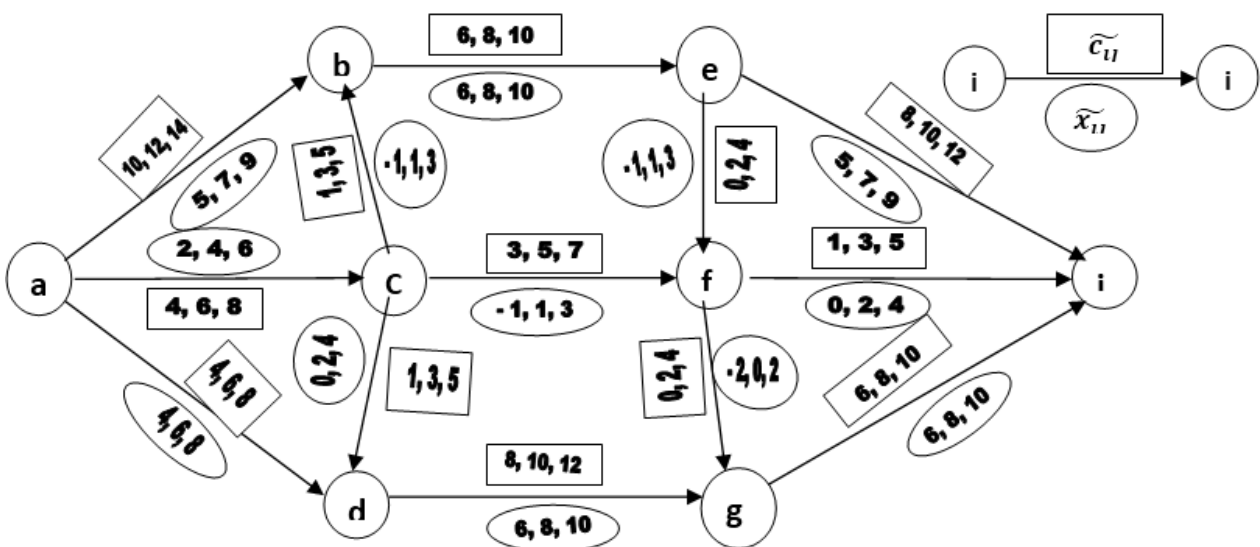 6, 8, 10
b
e
i
c̃ᵢⱼ
i
6, 8, 10
x̃ᵢⱼ
10, 12, 14
5, 7, 9
1, 3, 5
-1, 1, 3
-1, 1, 3
0, 2, 4
8, 10, 12
5, 7, 9
2, 4, 6
3, 5, 7
1, 3, 5
a
C
f
i
4, 6, 8
- 1, 1, 3
0, 2, 4
4, 6, 8
4, 6, 8
0, 2, 4
1, 3, 5
0, 2, 4
-2, 0, 2
6, 8, 10
6, 8, 10
8, 10, 12
d
g
6, 8, 10